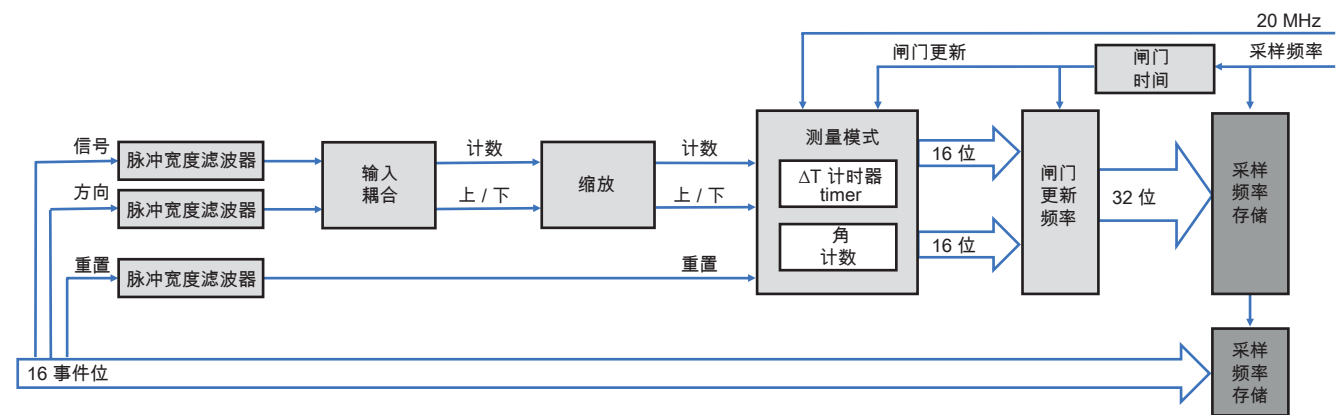 20 MHz
闸门更新
闸门
时间
采样频率
信号
脉冲宽度滤波器
方向
脉冲宽度滤波器
重置
脉冲宽度滤波器
输入
耦合
计数
上 / 下
缩放
计数
上 / 下
重置
测量模式
ΔT 计时器
timer
角
计数
16 位
16 位
闸门
更新
频率
32 位
采样
频率
存储
16 事件位
采样
频率
存储